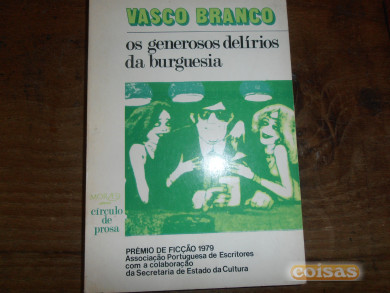 VASCO BRANCO
os generosos delírios
da burguesia
círculo de
prosa
PRÉMIO DE FICÇÃO 1979
Associação Portuguesa de Escritores
com a colaboração
da Secretaria de Estado da Cultura
coisas